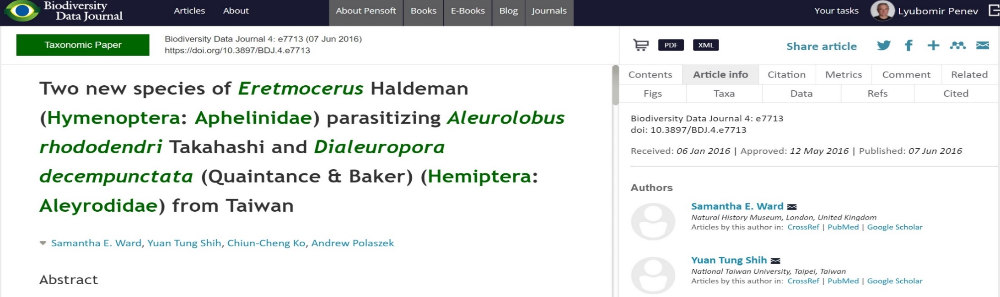 Biodiversity
Data Journal
Articles About
About Pensoft Books E-Books Blog Journals
Your tasks Lyubomir Penev
Taxonomic Paper
Biodiversity Data Journal 4: e7713 (07 Jun 2016)
https://doi.org/10.3897/BDJ.4.e7713
PDF XML
Share article
Two new species of Eretmocerus Haldeman
(Hymenoptera: Aphelinidae) parasitizing Aleurolobus
rhododendri Takahashi and Dialeuropora
decempunctata (Quaintance & Baker) (Hemiptera:
Aleyrodidae) from Taiwan
Samantha E. Ward, Yuan Tung Shih, Chiun-Cheng Ko, Andrew Polaszek
Abstract
Contents Article info Citation Metrics Comment Related
Figs Taxa Data Refs Cited
Biodiversity Data Journal 4: e7713
doi: 10.3897/BDJ.4.e7713
Received: 06 Jan 2016 | Approved: 12 May 2016 | Published: 07 Jun 2016
Authors
Samantha E. Ward
Natural History Museum, London, United Kingdom
Articles by this author in: CrossRef | PubMed | Google Scholar
Yuan Tung Shih
National Taiwan University, Taipei, Taiwan
Articles by this author in: CrossRef | PubMed | Google Scholar